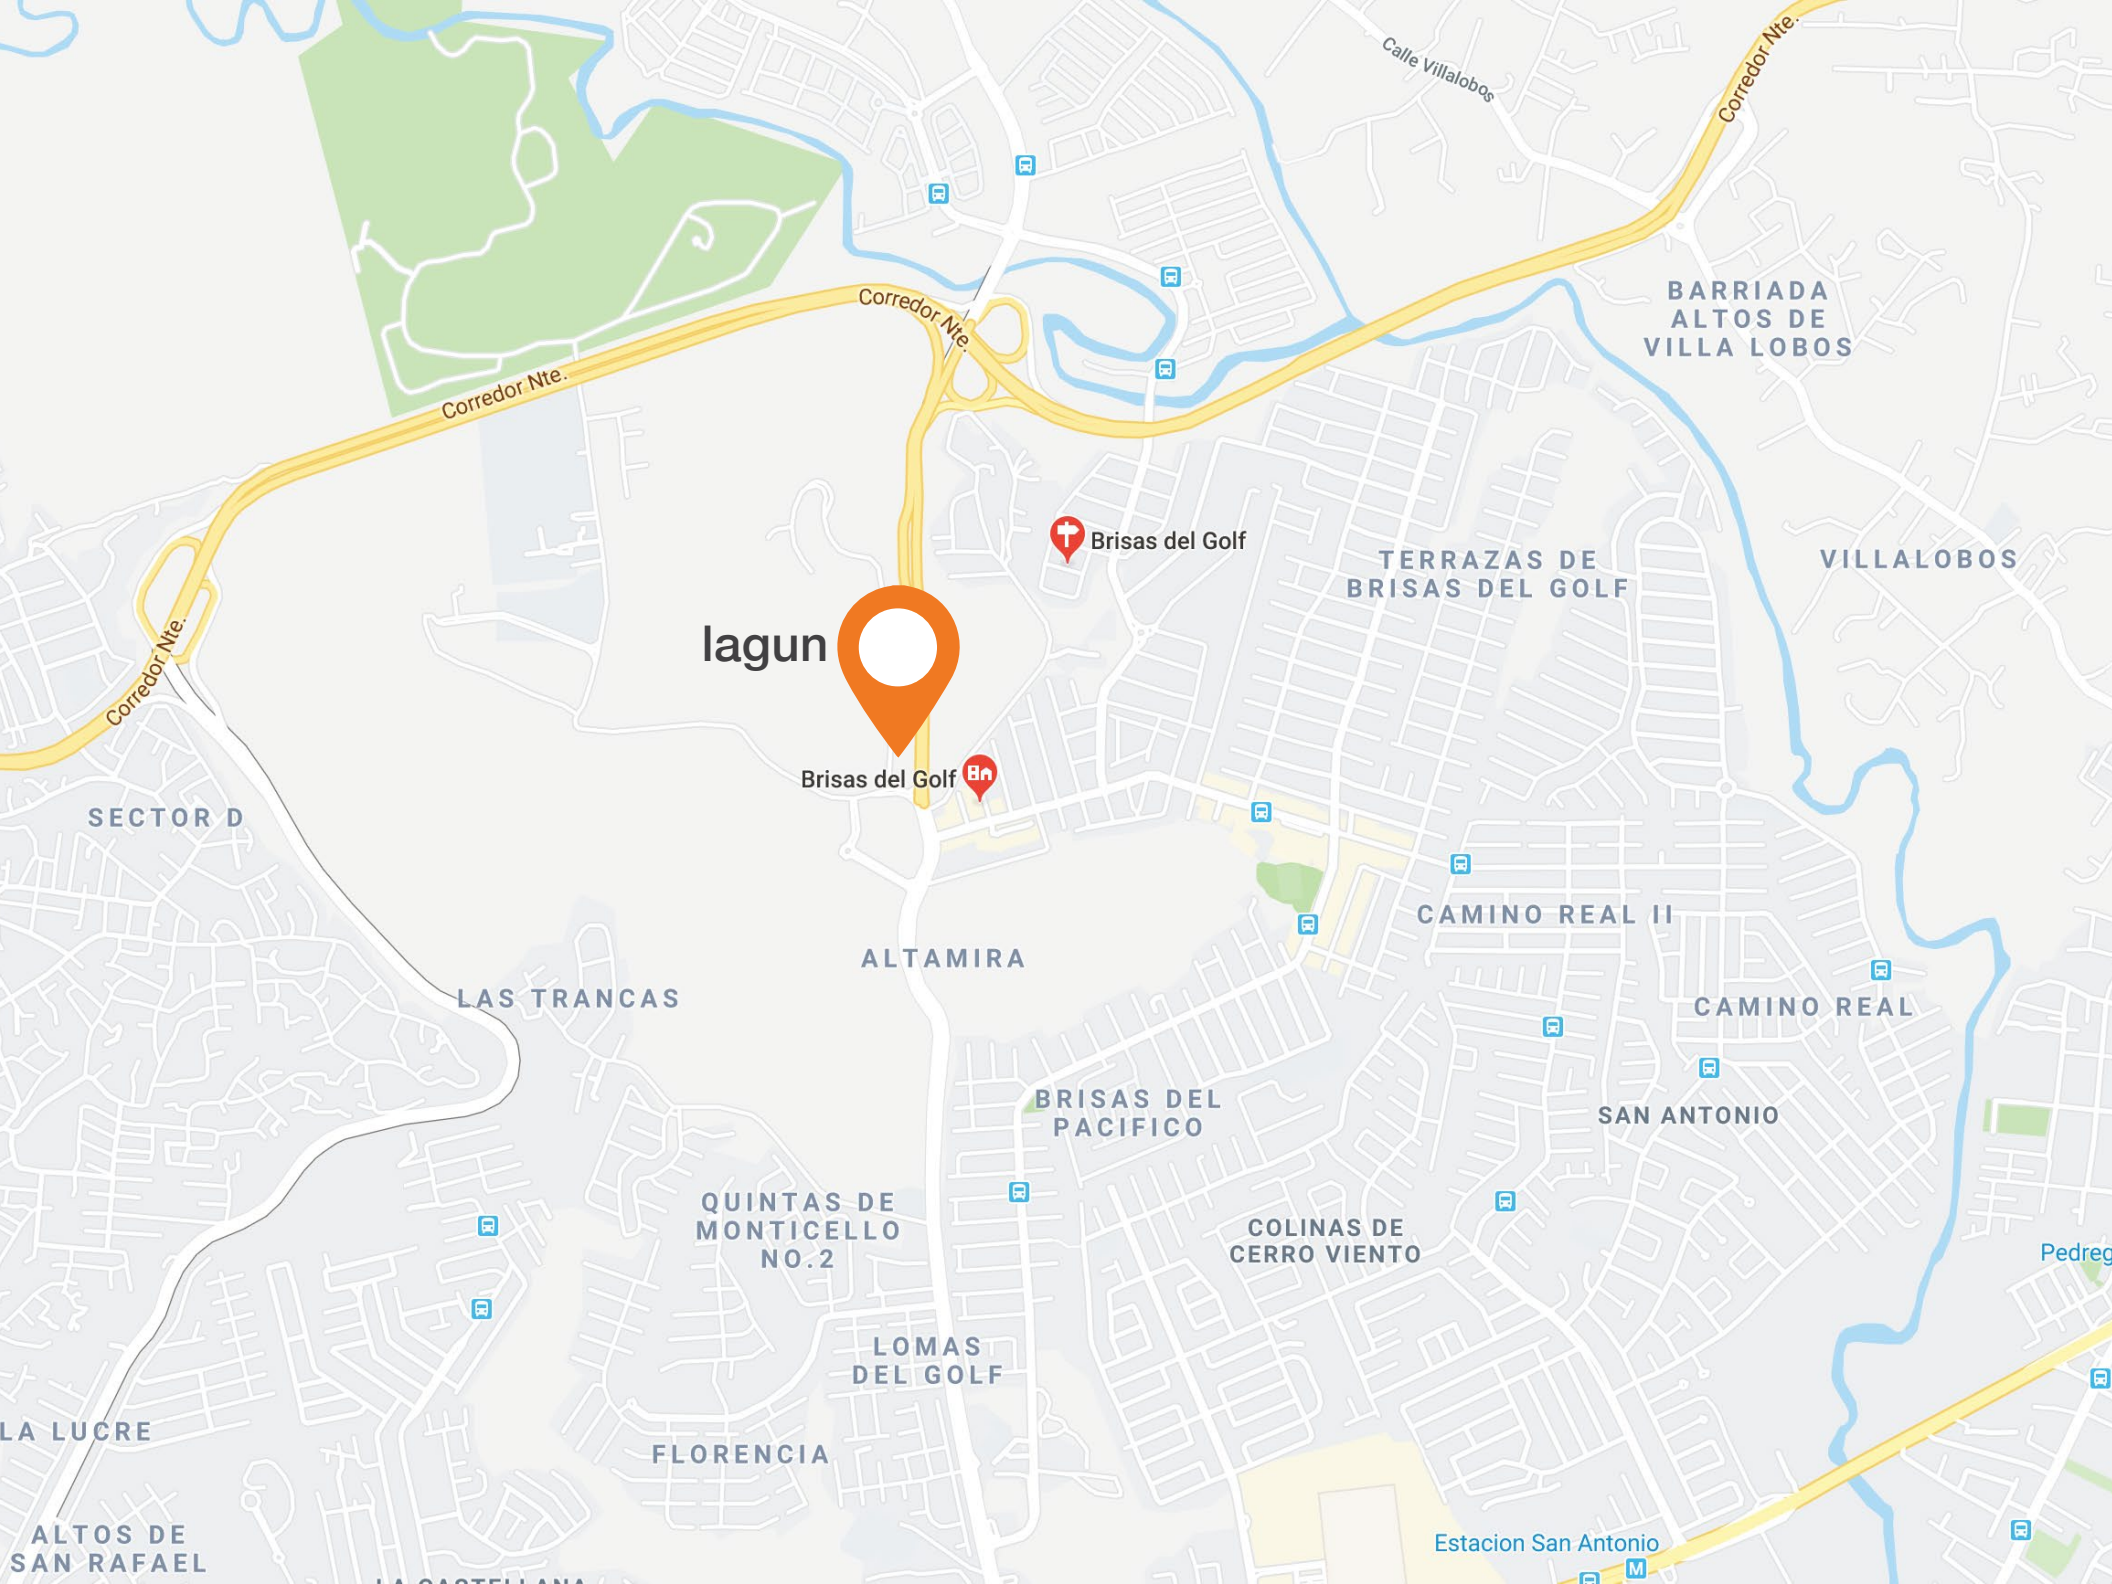 Calle Villalobos
Corredor Nte.
Corredor Nte.
BARRIADA
ALTOS DE
VILLA LOBOS
Corredor Nte.
Brisas del Golf
TERRAZAS DE
BRISAS DEL GOLF
VILLALOBOS
lagun
Corredor Nte.
Brisas del Golf
SECTOR D
CAMINO REAL II
ALTAMIRA
LAS TRANCAS
CAMINO REAL
BRISAS DEL
PACIFICO
SAN ANTONIO
QUINTAS DE
MONTICELLO
NO.2
COLINAS DE
CERRO VIENTO
Pedreg
LOMAS
DEL GOLF
LA LUCRE
FLORENCIA
ALTOS DE
SAN RAFAEL
Estacion San Antonio
M
LA CASTELLANA